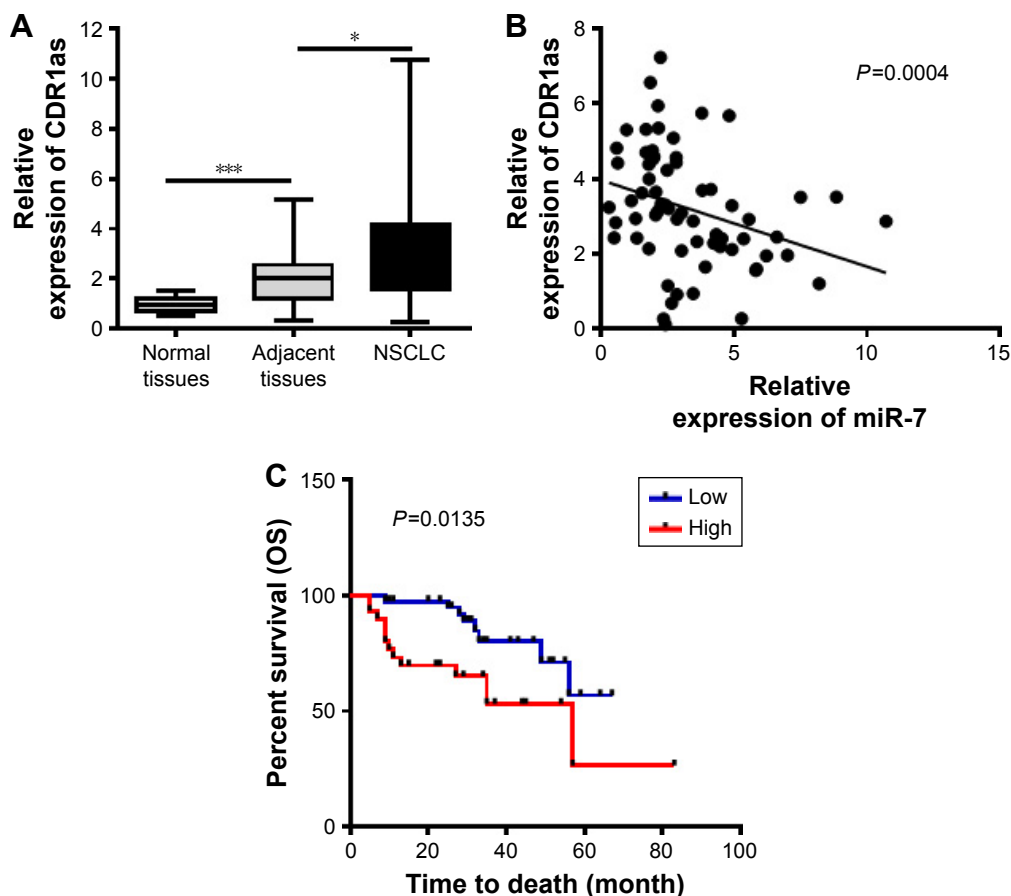 A
Relative
expression of CDR1as
12
10
8
6
4
2
0
***
*
Normal
tissues
Adjacent
tissues
NSCLC
B
Relative
expression of CDR1as
8
6
4
2
0
P=0.0004
0
5
10
15
Relative
expression of miR-7
C
Percent survival (OS)
150
100
50
0
P=0.0135
Low
High
0
20
40
60
80
100
Time to death (month)